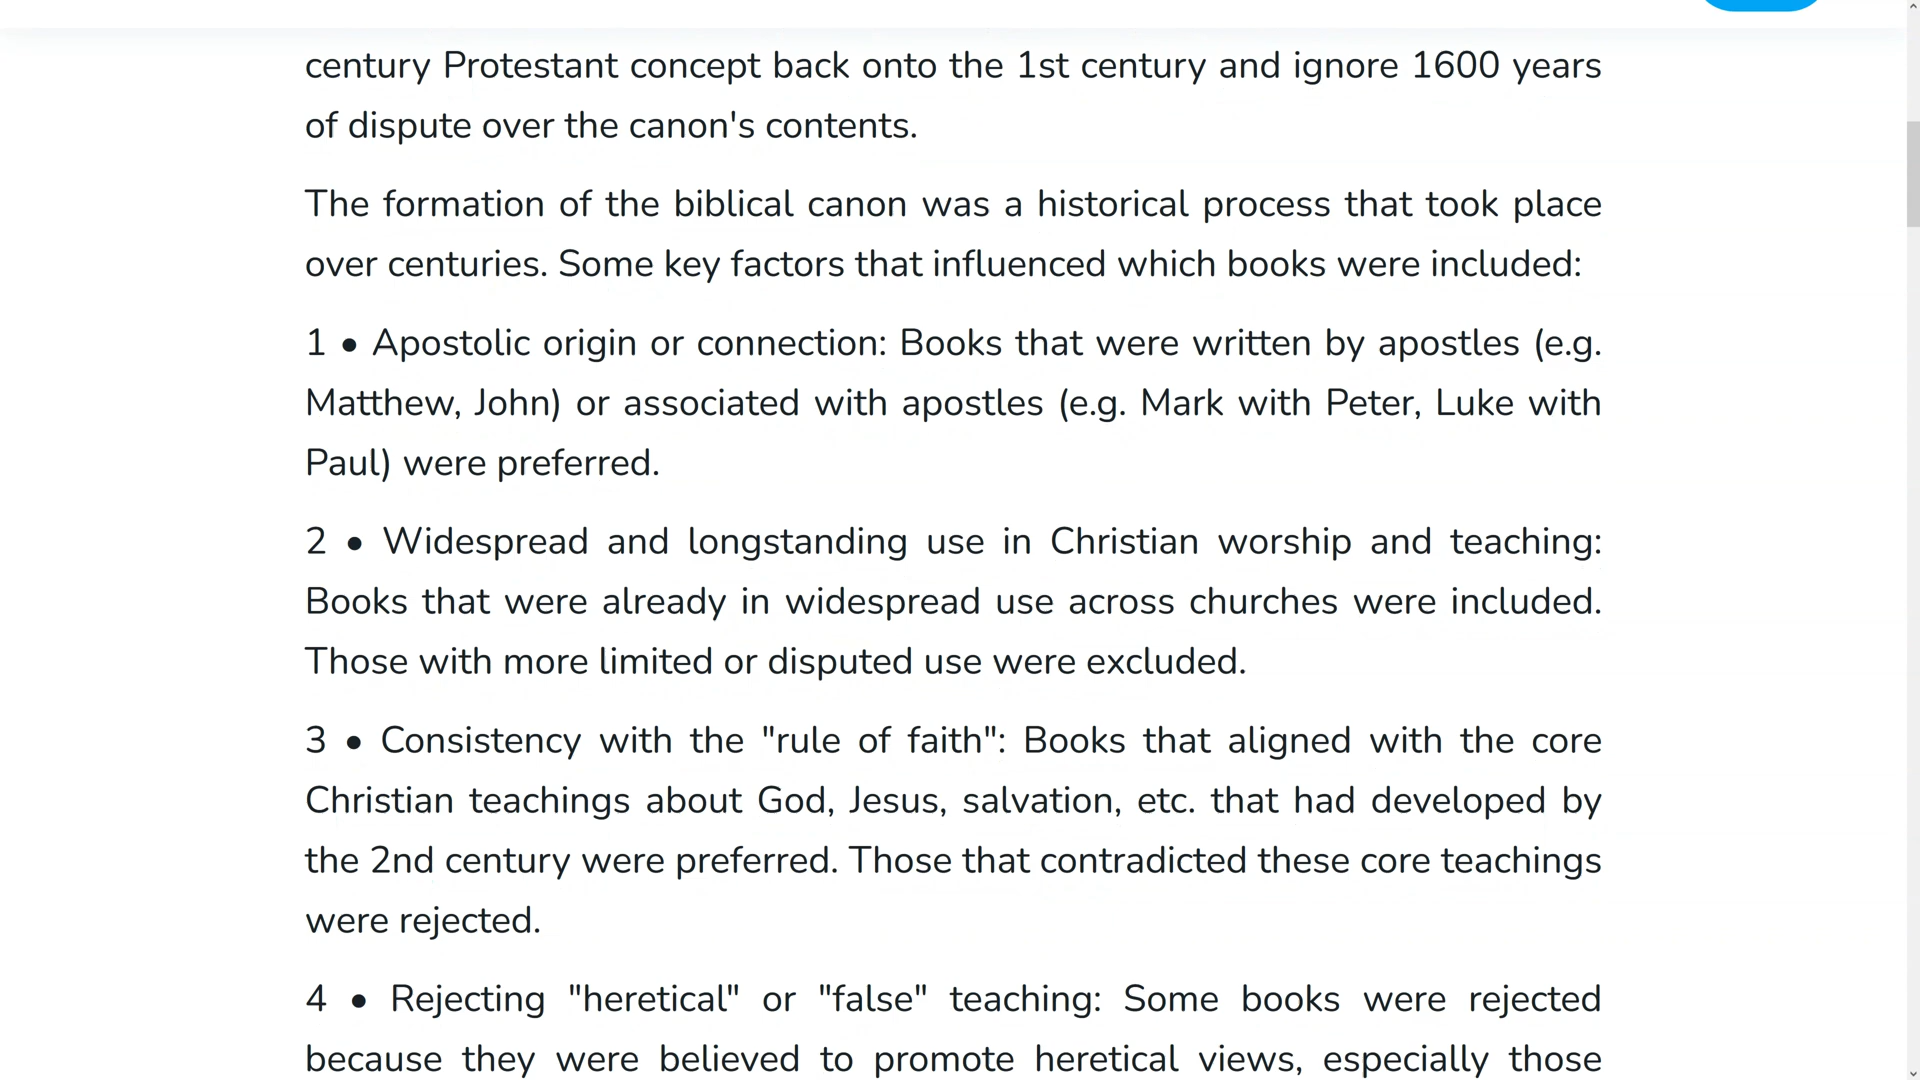 century Protestant concept back onto the 1st century and ignore 1600 years
of dispute over the canon's contents.
The formation of the biblical canon was a historical process that took place
over centuries. Some key factors that influenced which books were included:
1 • Apostolic origin or connection: Books that were written by apostles (e.g.
Matthew, John) or associated with apostles (e.g. Mark with Peter, Luke with
Paul) were preferred.
2 • Widespread and longstanding use in Christian worship and teaching:
Books that were already in widespread use across churches were included.
Those with more limited or disputed use were excluded.
3 • Consistency with the "rule of faith": Books that aligned with the core
Christian teachings about God, Jesus, salvation, etc. that had developed by
the 2nd century were preferred. Those that contradicted these core teachings
were rejected.
4 • Rejecting "heretical" or "false" teaching: Some books were rejected
because they were believed to promote heretical views, especially those